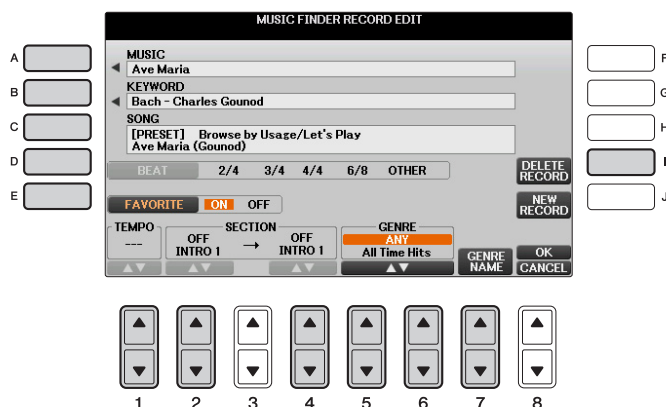 MUSIC FINDER RECORD EDIT
MUSIC
Ave Maria
KEYWORD
Bach - Charles Gounod
SONG
[PRESET] Browse by Usage/Let's Play
Ave Maria (Gounod)
BEAT 2/4 3/4 4/4 6/8 OTHER
DELETE RECORD
FAVORITE ON OFF
NEW RECORD
TEMPO SECTION GENRE
--- OFF → OFF ANY
INTRO 1 INTRO 1 All Time Hits
GENRE NAME
OK
CANCEL
A
B
C
D
E
F
G
H
I
J
1 2 3 4 5 6 7 8